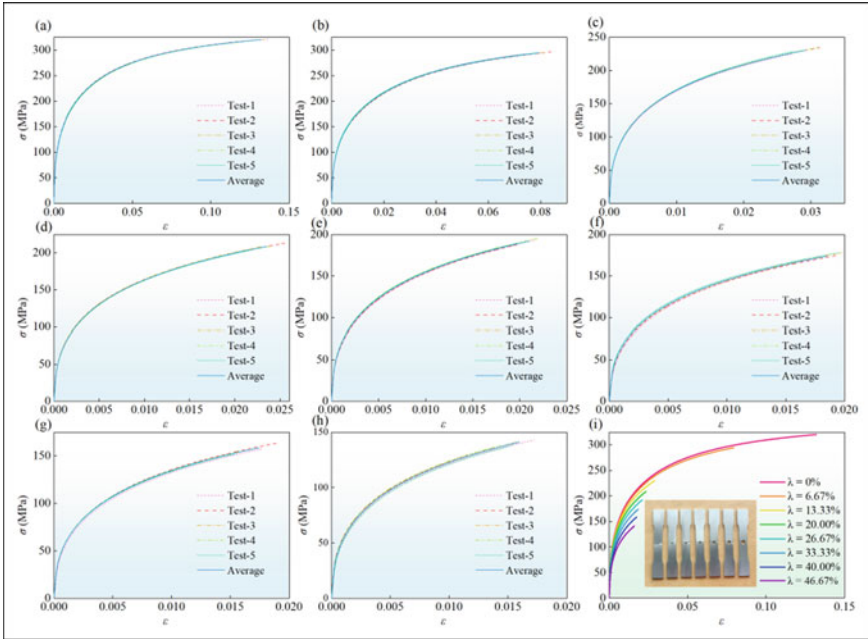 (a)
σ (MPa)
300
250
200
150
100
50
0
0.00
0.05
0.10
0.15
ε
Test-1
Test-2
Test-3
Test-4
Test-5
Average
(b)
σ (MPa)
300
250
200
150
100
50
0
0.00
0.02
0.04
0.06
0.08
ε
Test-1
Test-2
Test-3
Test-4
Test-5
Average
(c)
σ (MPa)
250
200
150
100
50
0
0.00
0.01
0.02
0.03
ε
Test-1
Test-2
Test-3
Test-4
Test-5
Average
(d)
σ (MPa)
200
150
100
50
0
0.000
0.005
0.010
0.015
0.020
0.025
ε
Test-1
Test-2
Test-3
Test-4
Test-5
Average
(e)
σ (MPa)
200
150
100
50
0
0.000
0.005
0.010
0.015
0.020
0.025
ε
Test-1
Test-2
Test-3
Test-4
Test-5
Average
(f)
σ (MPa)
200
150
100
50
0
0.000
0.005
0.010
0.015
0.020
ε
Test-1
Test-2
Test-3
Test-4
Test-5
Average
(g)
σ (MPa)
150
100
50
0
0.000
0.005
0.010
0.015
0.020
ε
Test-1
Test-2
Test-3
Test-4
Test-5
Average
(h)
σ (MPa)
150
100
50
0
0.000
0.005
0.010
0.015
0.020
ε
Test-1
Test-2
Test-3
Test-4
Test-5
Average
(i)
σ (MPa)
300
250
200
150
100
50
0
0.00
0.05
0.10
0.15
ε
λ = 0%
λ = 6.67%
λ = 13.33%
λ = 20.00%
λ = 26.67%
λ = 33.33%
λ = 40.00%
λ = 46.67%